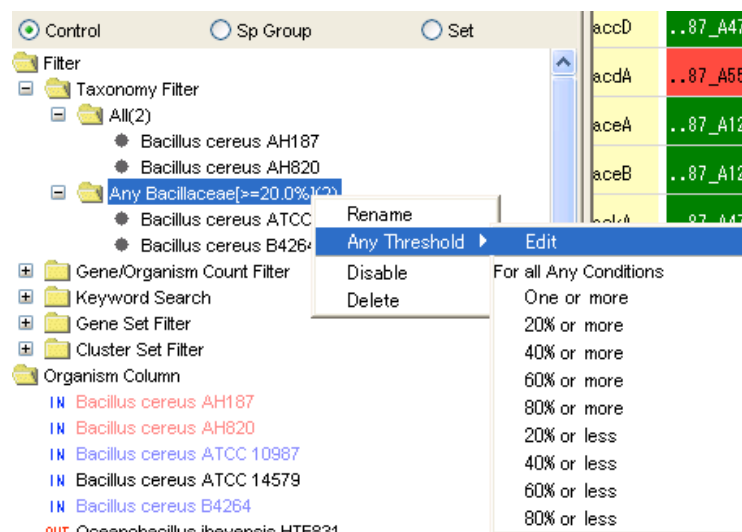 Control Sp Group Set
Filter
Taxonomy Filter
All(2)
Bacillus cereus AH187
Bacillus cereus AH820
Any Bacillaceae[>=20.0%](2)
Bacillus cereus ATCC
Bacillus cereus B4264
Gene/Organism Count Filter
Keyword Search
Gene Set Filter
Cluster Set Filter
Organism Column
IN Bacillus cereus AH187
IN Bacillus cereus AH820
IN Bacillus cereus ATCC 10987
IN Bacillus cereus ATCC 14579
IN Bacillus cereus B4264
OUT Oceanobacillus iheyensis HTE831
Rename
Any Threshold
Disable
Delete
Edit
For all Any Conditions
One or more
20% or more
40% or more
60% or more
80% or more
20% or less
40% or less
60% or less
80% or less
accD ..87_A47
acdA ..87_A55
aceA ..87_A12
aceB ..87_A12